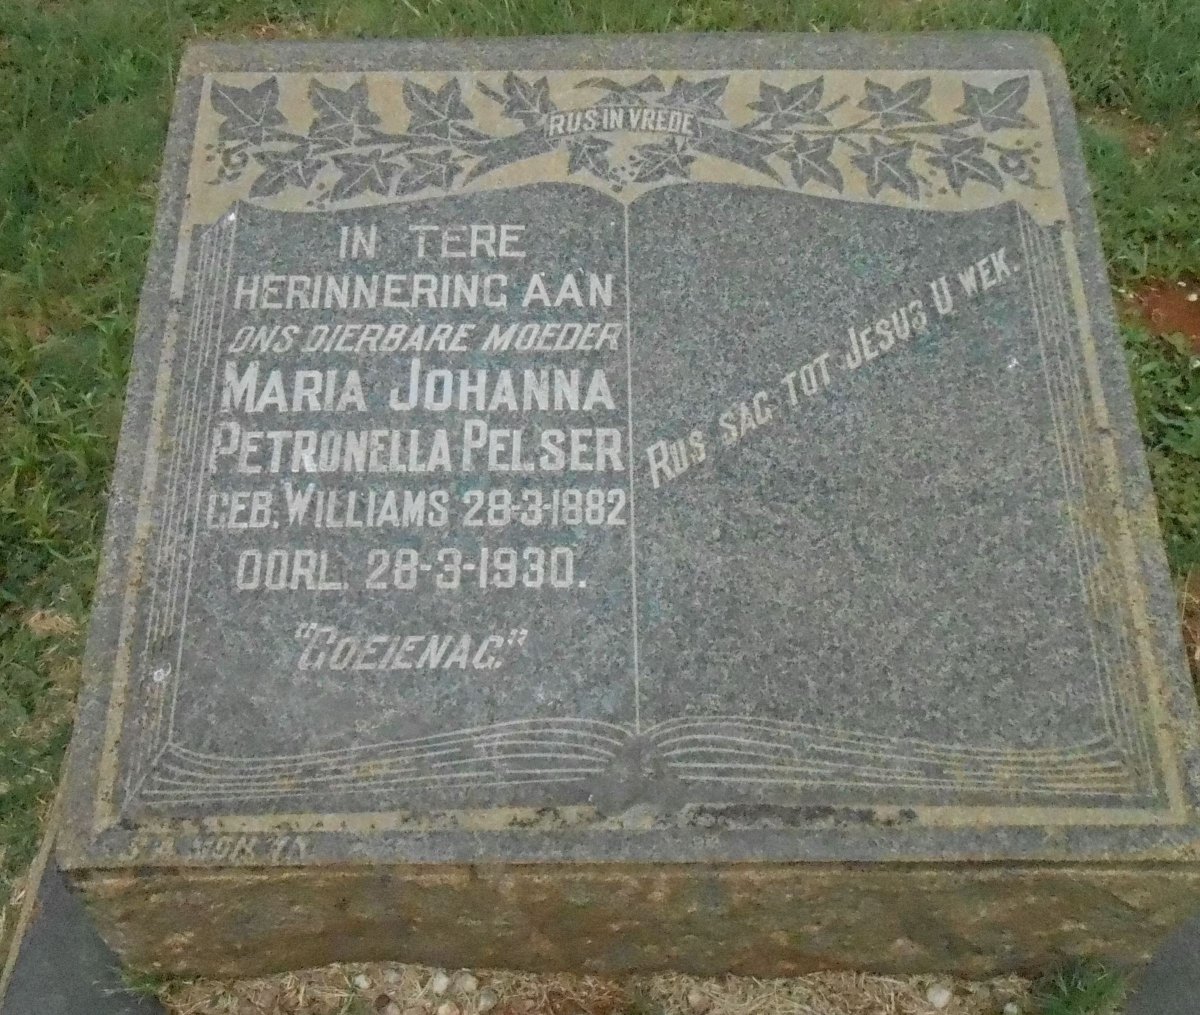 RUS IN VREDE
IN TERE
HERINNERING AAN
ONS DIERBARE MOEDER
MARIA JOHANNA
PETRONELLA PELSER
GEB. WILLIAMS 28-3-1882
OORL. 28-3-1930.
"GOEIENAG."
RUS SAG TOT JESUS U WEK.